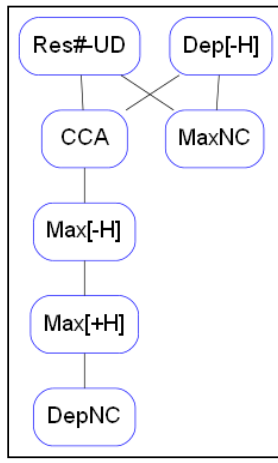 Res#-UD Dep[-H]
CCA MaxNC
Max[-H]
Max[+H]
DepNC